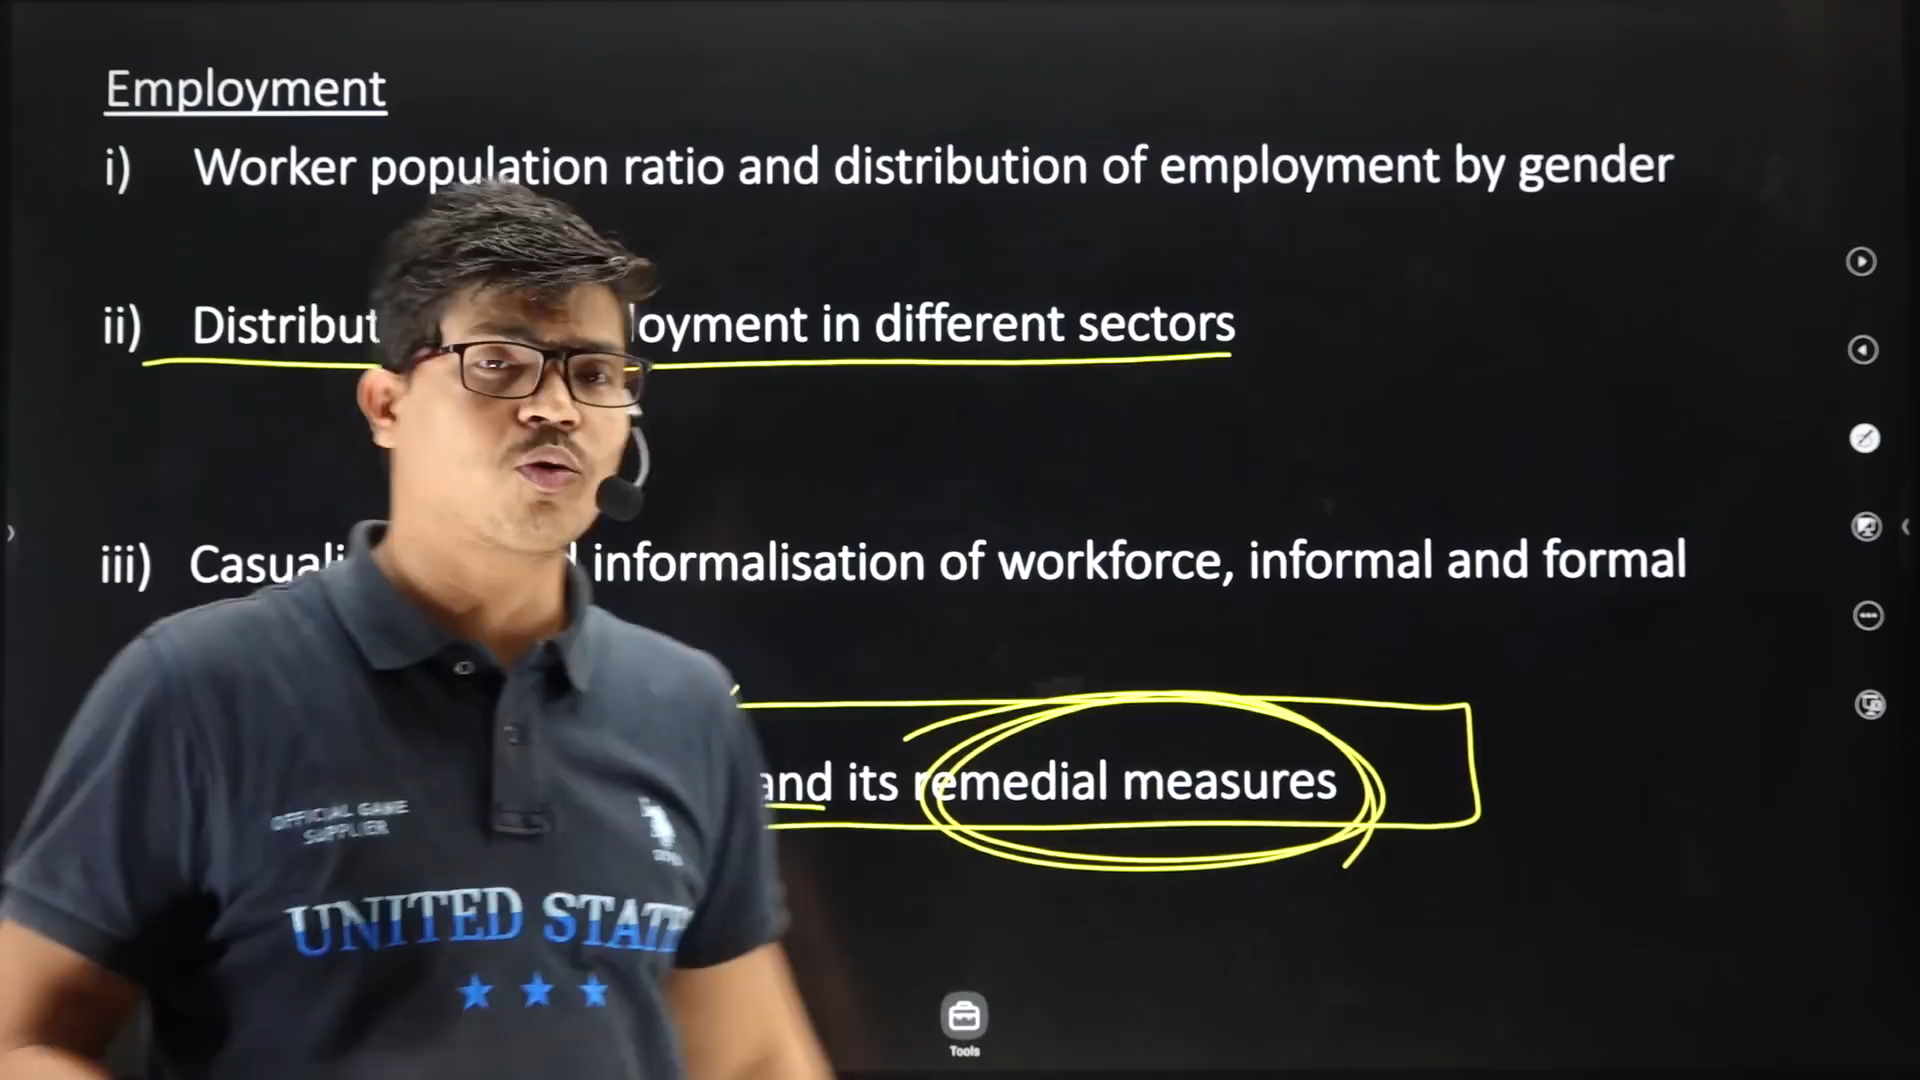 Employment
i) Worker population ratio and distribution of employment by gender
ii) Distribut loyment in different sectors
iii) Casuali d informalisation of workforce, informal and formal
and its remedial measures
OFFICIAL GAME
SUPPLIER
UNITED STAT
Tools